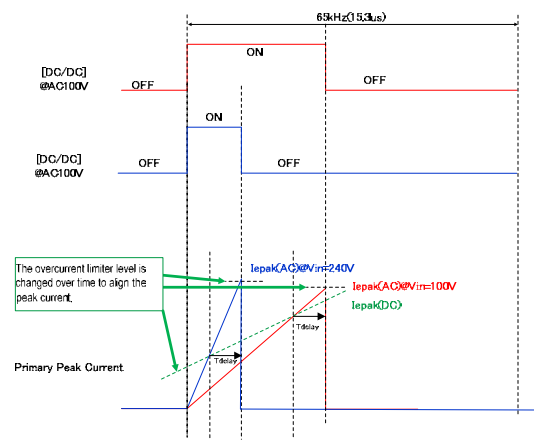 65kHz(15.3us)
ON
[DC/DC]
@AC100V
OFF
OFF
ON
[DC/DC]
@AC100V
OFF
OFF
The overcurrent limiter level is
changed over time to align the
peak current.
Iepak(AC)@Vin=240V
Iepak(AC)@Vin=100V
Iepak(DC)
Tdelay
Tdelay
Primary Peak Current